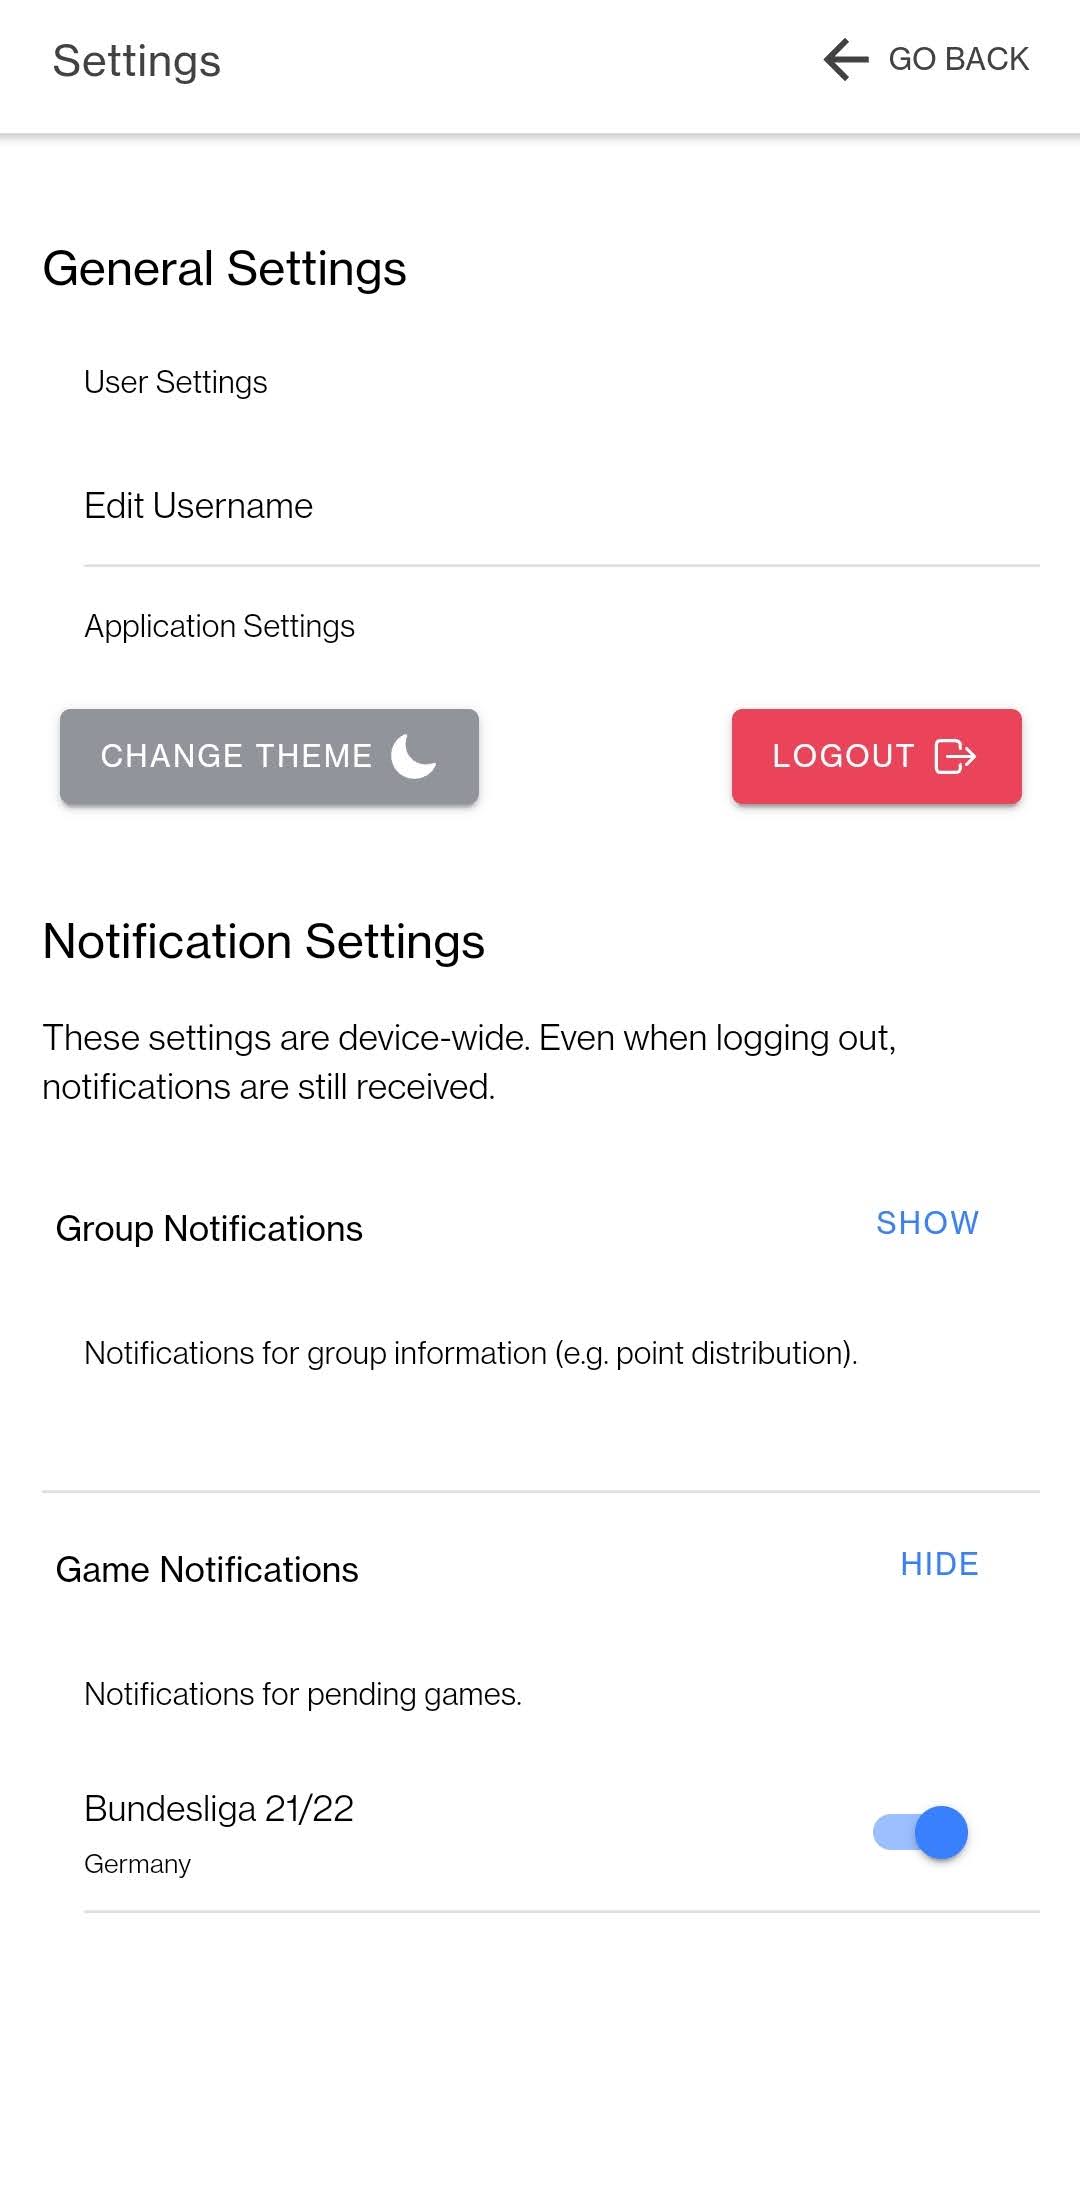 Settings
GO BACK
General Settings
User Settings
Edit Username
Application Settings
CHANGE THEME
LOGOUT
Notification Settings
These settings are device-wide. Even when logging out,
notifications are still received.
Group Notifications
SHOW
Notifications for group information (e.g. point distribution).
Game Notifications
HIDE
Notifications for pending games.
Bundesliga 21/22
Germany